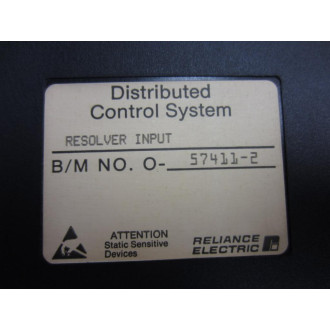 Distributed
Control System
RESOLVER INPUT
B/M NO. O- 57411-2
ATTENTION
Static Sensitive
Devices
RELIANCE
ELECTRIC